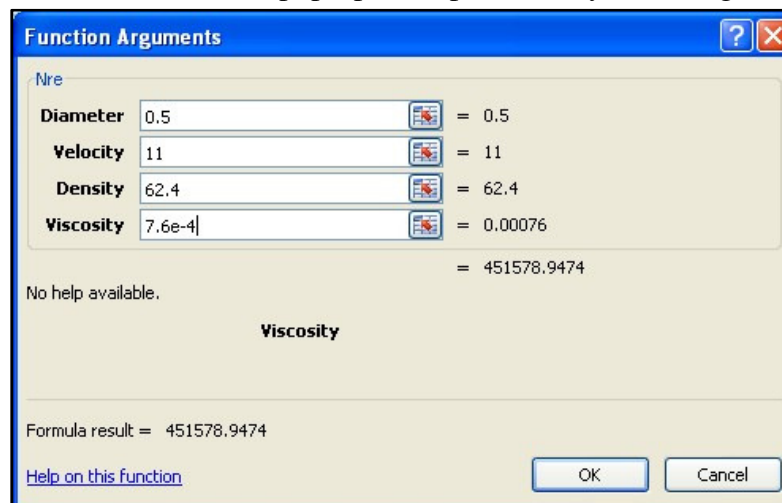 Function Arguments
Nre
Diameter 0.5 = 0.5
Velocity 11 = 11
Density 62.4 = 62.4
Viscosity 7.6e-4 = 0.00076
= 451578.9474
No help available.
Viscosity
Formula result = 451578.9474
Help on this function OK Cancel